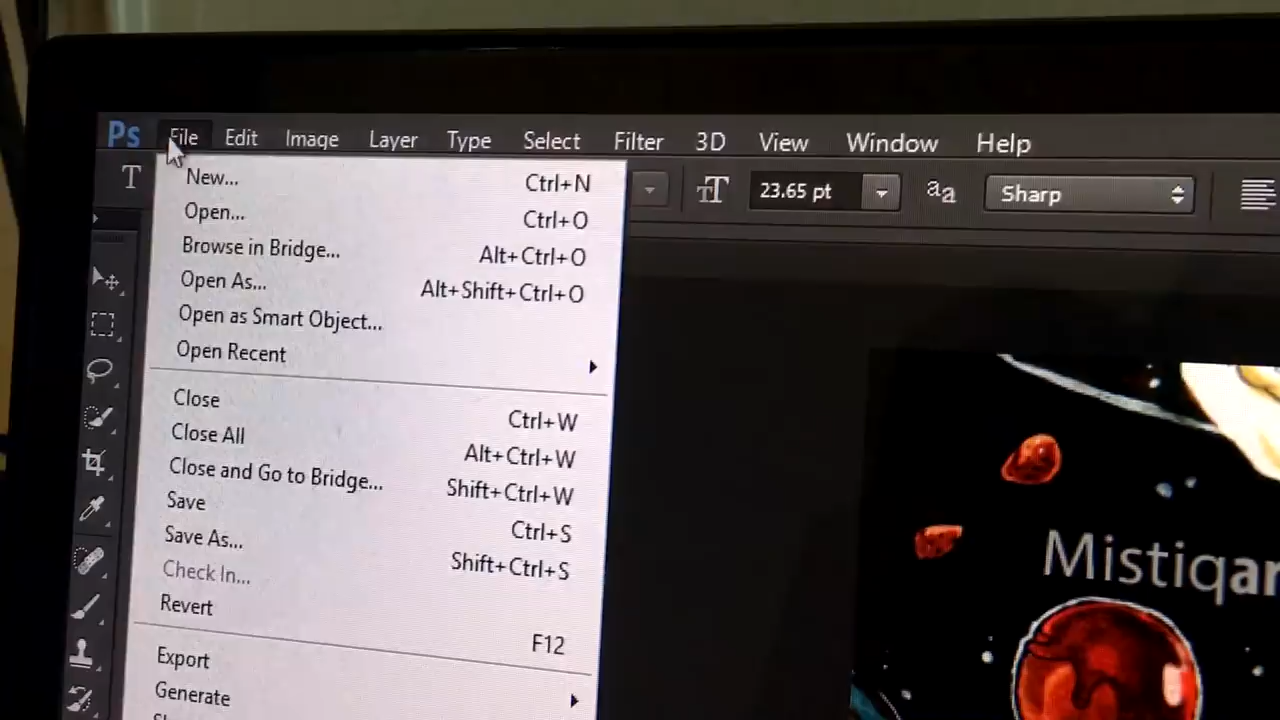 Ps File Edit Image Layer Type Select Filter 3D View Window Help
T 23.65 pt aa Sharp
New... Ctrl+N
Open... Ctrl+O
Browse in Bridge... Alt+Ctrl+O
Open As... Alt+Shift+Ctrl+O
Open as Smart Object...
Open Recent
Close Ctrl+W
Close All Alt+Ctrl+W
Close and Go to Bridge... Shift+Ctrl+W
Save Ctrl+S
Save As... Shift+Ctrl+S
Check In...
Revert F12
Export
Generate
Mistiqar